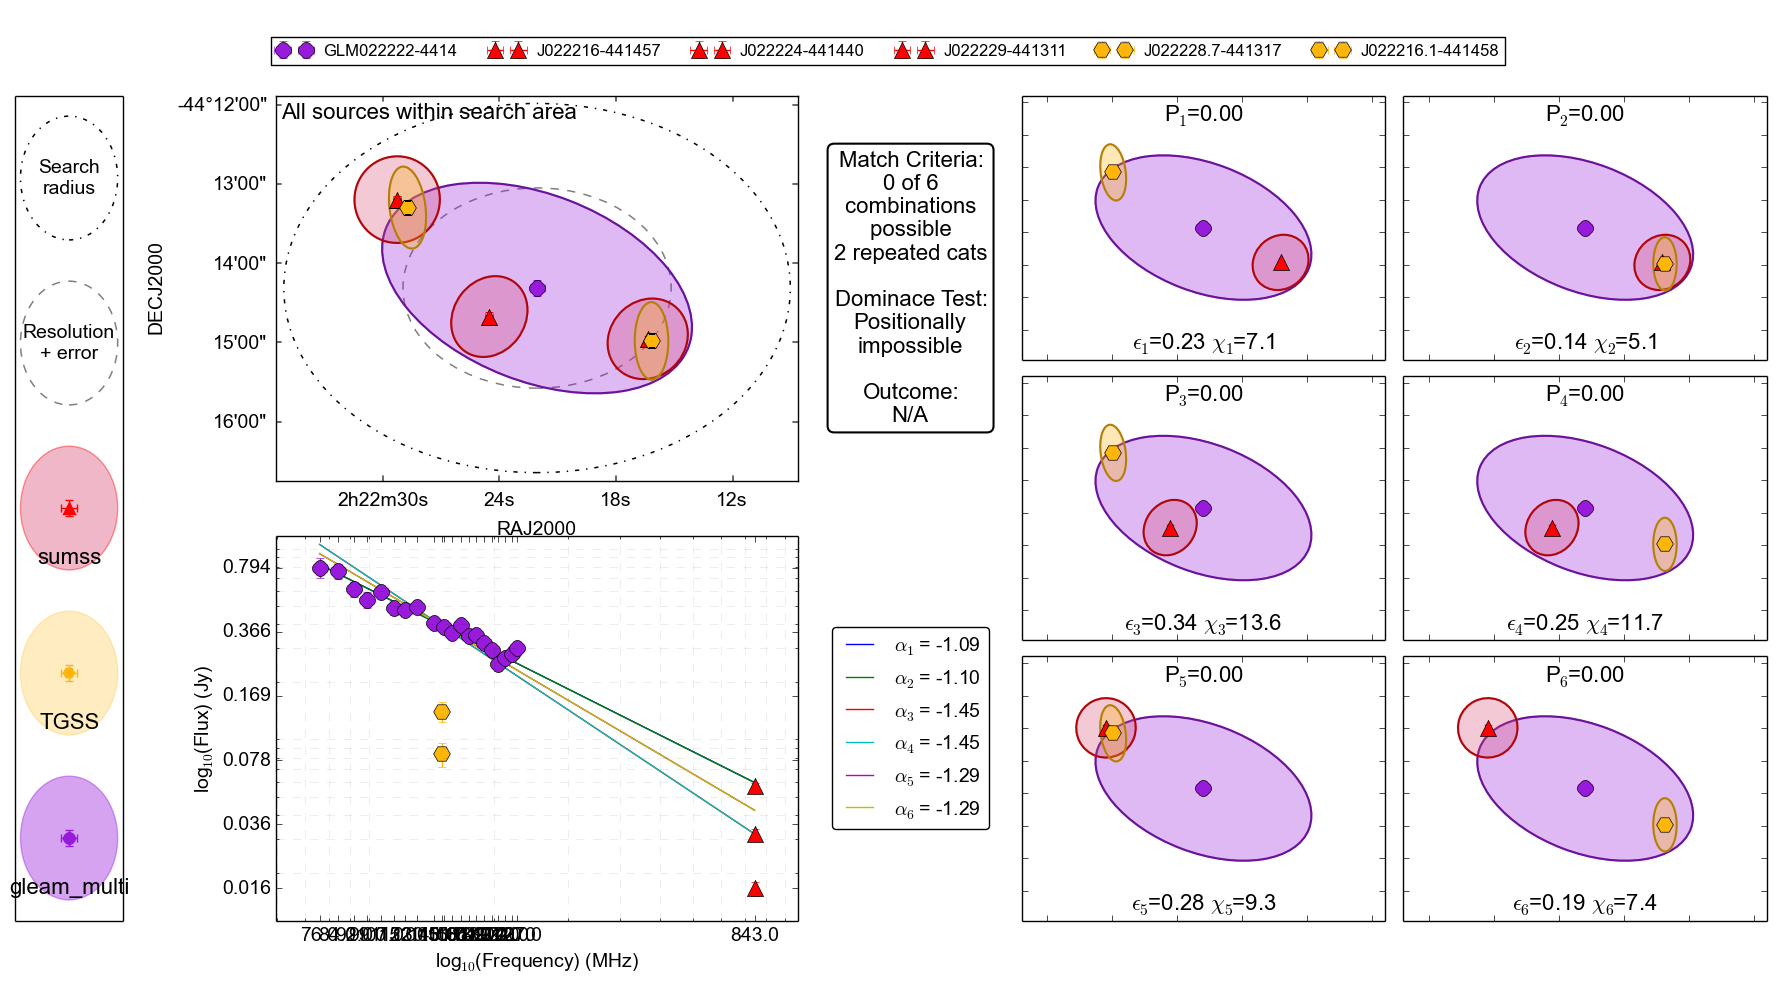 GLM022222-4414 J022216-441457 J022224-441440 J022229-441311 J022228.7-441317 J022216.1-441458
Search
radius
Resolution
+ error
sumss
TGSS
gleam_multi
All sources within search area
-44°12'00"
13'00"
14'00"
15'00"
16'00"
DECJ2000
2h22m30s 24s 18s 12s
RAJ2000
Match Criteria:
0 of 6
combinations
possible
2 repeated cats
Dominace Test:
Positionally
impossible
Outcome:
N/A
0.794
0.366
0.169
0.078
0.036
0.016
log10(Flux) (Jy)
843.0
log10(Frequency) (MHz)
α1 = -1.09
α2 = -1.10
α3 = -1.45
α4 = -1.45
α5 = -1.29
α6 = -1.29
P1=0.00
ϵ1=0.23 χ1=7.1
P2=0.00
ϵ2=0.14 χ2=5.1
P3=0.00
ϵ3=0.34 χ3=13.6
P4=0.00
ϵ4=0.25 χ4=11.7
P5=0.00
ϵ5=0.28 χ5=9.3
P6=0.00
ϵ6=0.19 χ6=7.4